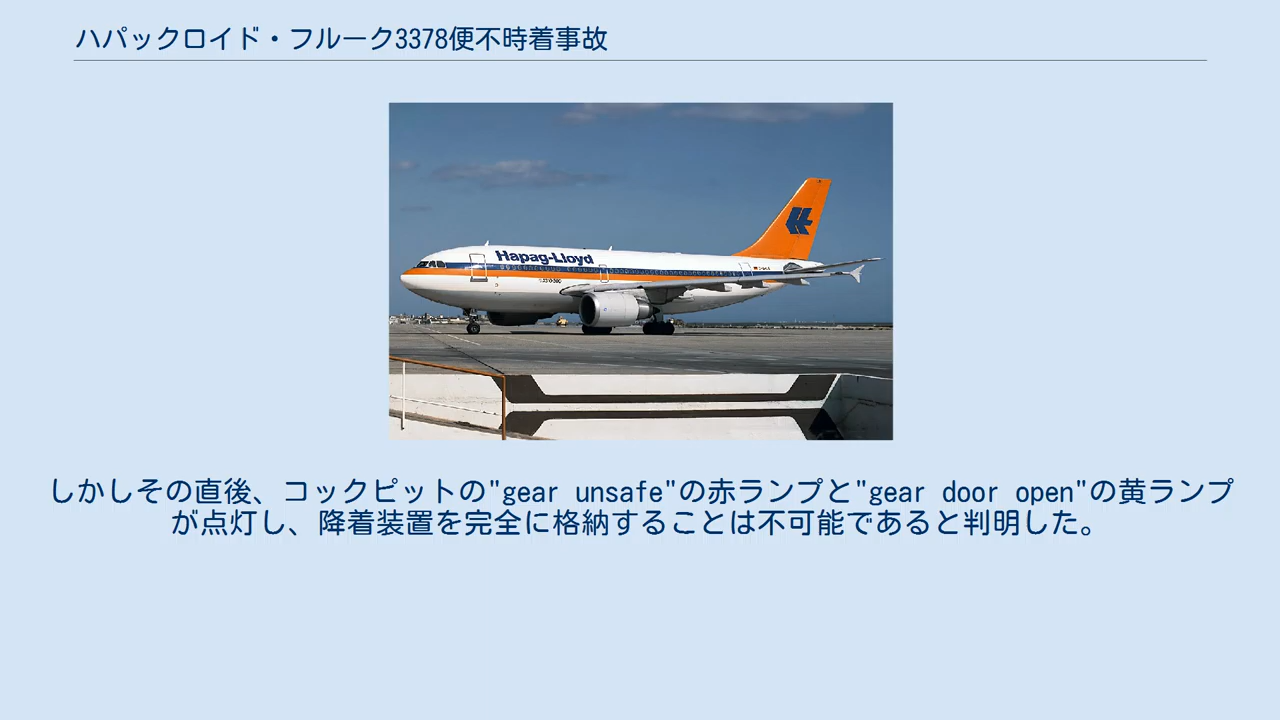 ハパックロイド・フルーク3378便不時着事故
Hapag-Lloyd
しかしその直後、コックピットの"gear unsafe"の赤ランプと"gear door open"の黄ランプ
が点灯し、降着装置を完全に格納することは不可能であると判明した。